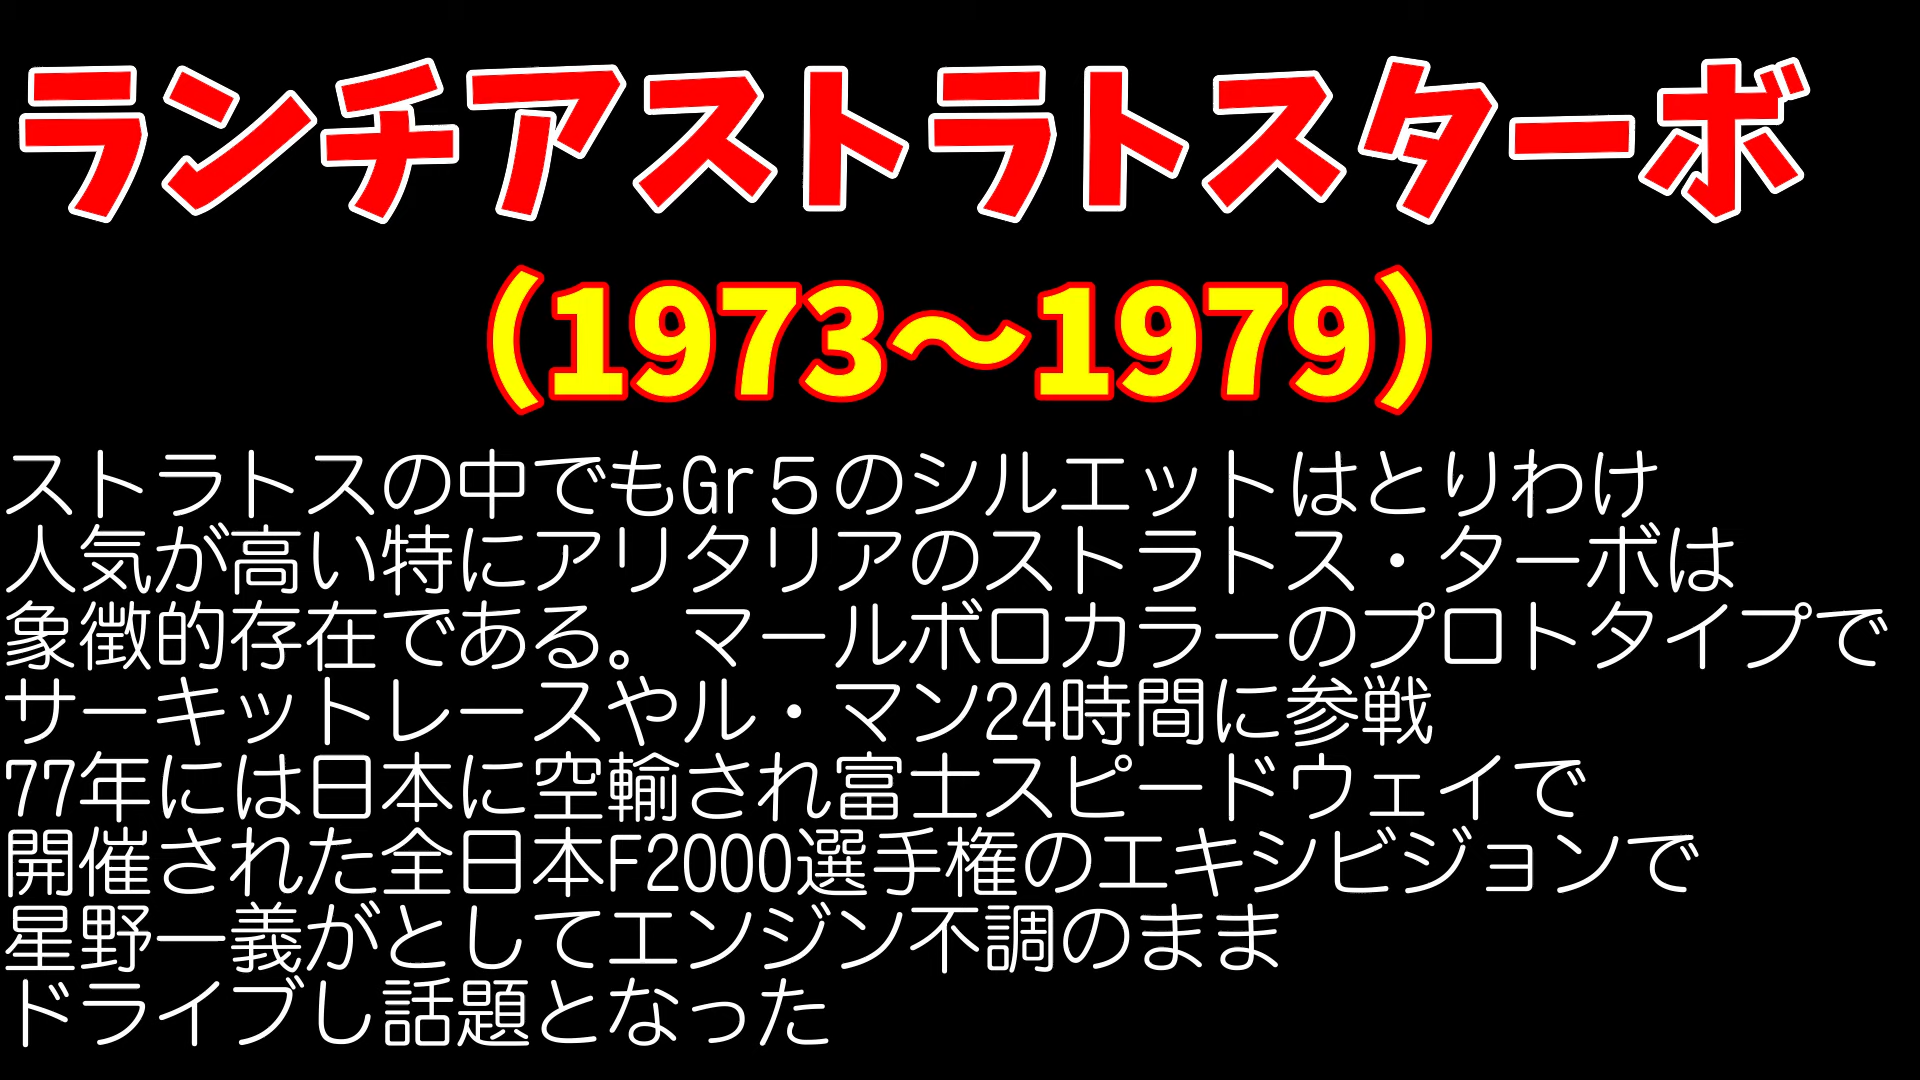 ランチアストラトスターボ
（1973～1979）
ストラトスの中でもGr５のシルエットはとりわけ
人気が高い特にアリタリアのストラトス・ターボは
象徴的存在である。マールボロカラーのプロトタイプで
サーキットレースやル・マン24時間に参戦
77年には日本に空輸され富士スピードウェイで
開催された全日本F2000選手権のエキシビジョンで
星野一義がとしてエンジン不調のまま
ドライブし話題となった